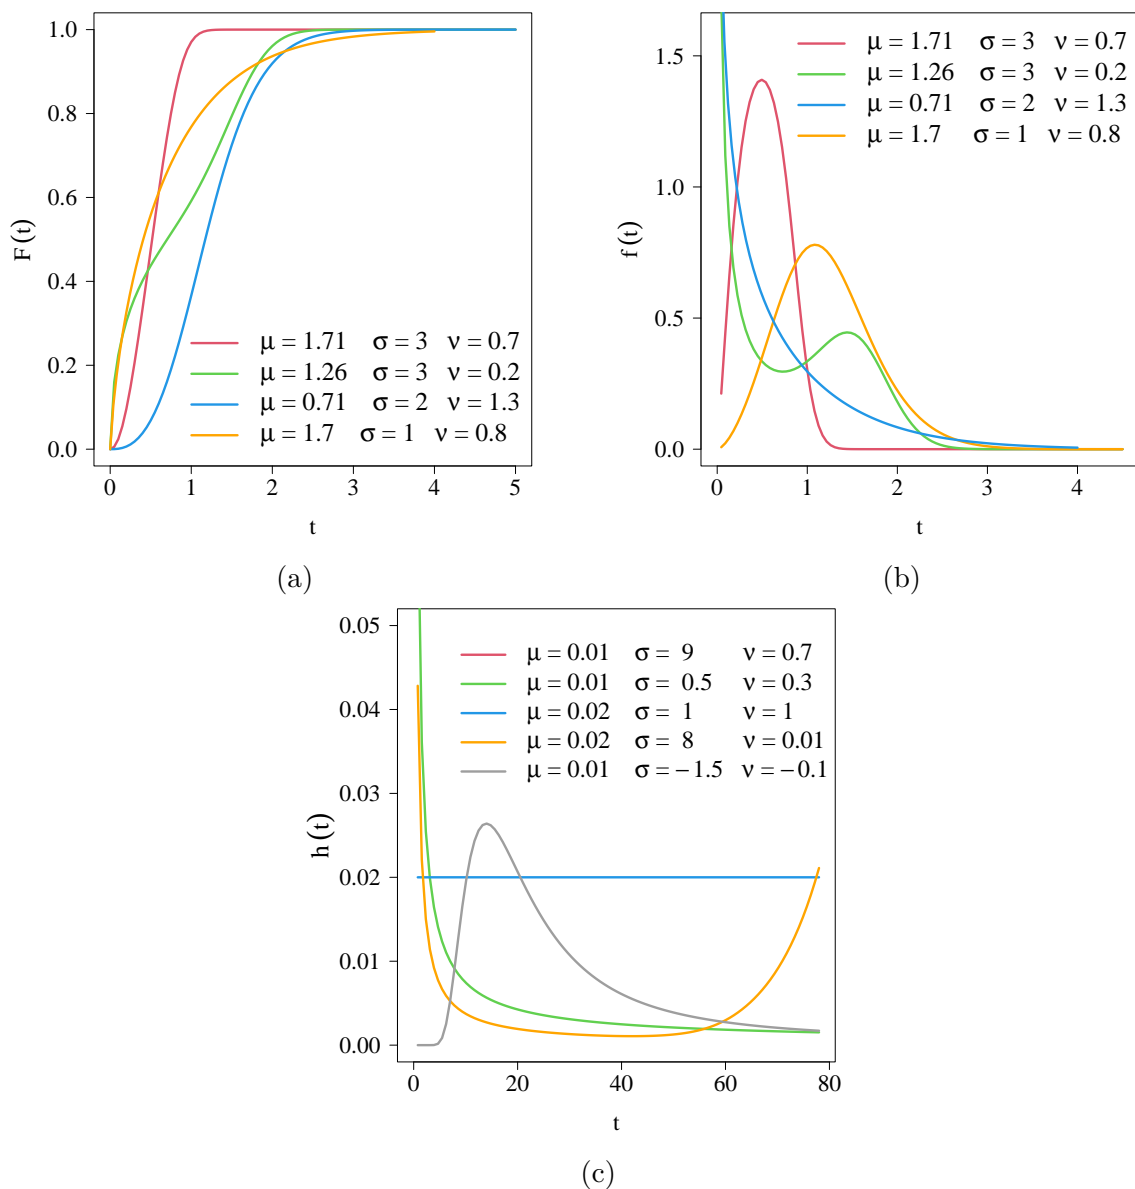 1.0
0.8
0.6
0.4
0.2
0.0
F(t)
μ = 1.71 σ = 3 ν = 0.7
μ = 1.26 σ = 3 ν = 0.2
μ = 0.71 σ = 2 ν = 1.3
μ = 1.7 σ = 1 ν = 0.8
0 1 2 3 4 5
t
(a)
1.5
1.0
0.5
0.0
f(t)
μ = 1.71 σ = 3 ν = 0.7
μ = 1.26 σ = 3 ν = 0.2
μ = 0.71 σ = 2 ν = 1.3
μ = 1.7 σ = 1 ν = 0.8
0 1 2 3 4
t
(b)
0.05
0.04
0.03
0.02
0.01
0.00
h(t)
μ = 0.01 σ = 9 ν = 0.7
μ = 0.01 σ = 0.5 ν = 0.3
μ = 0.02 σ = 1 ν = 1
μ = 0.02 σ = 8 ν = 0.01
μ = 0.01 σ = −1.5 ν = −0.1
0 20 40 60 80
t
(c)